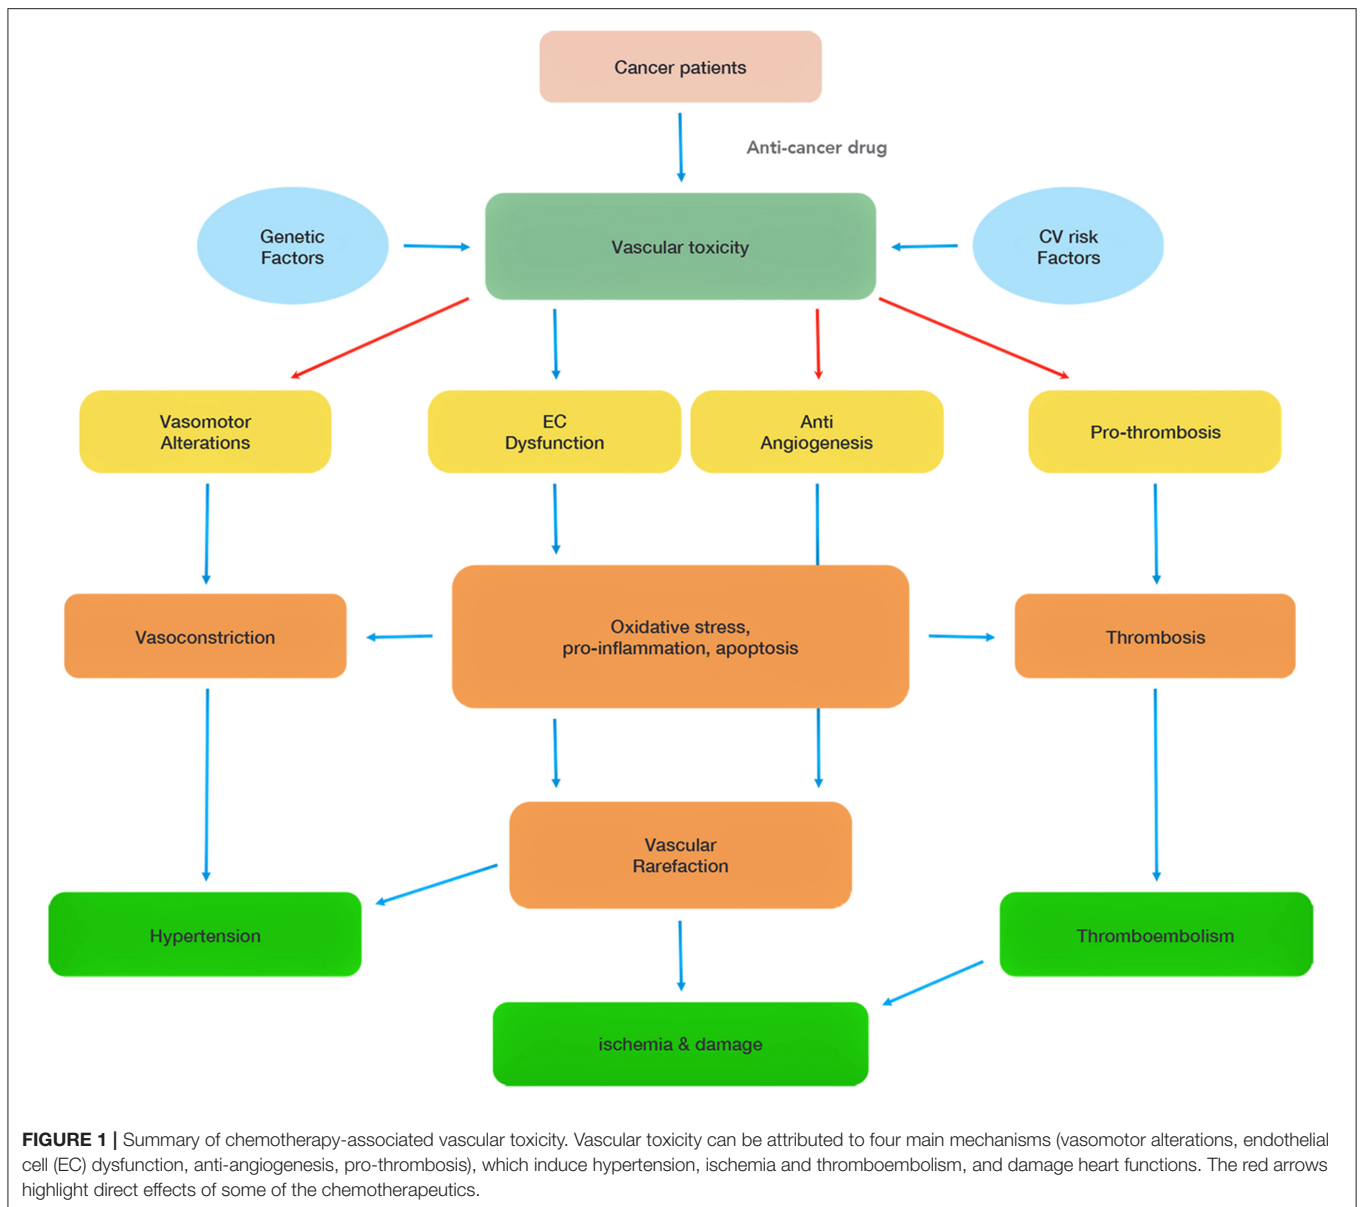 Cancer patients
Anti-cancer drug
Genetic
Factors
Vascular toxicity
CV risk
Factors
Vasomotor
Alterations
EC
Dysfunction
Anti
Angiogenesis
Pro-thrombosis
Vasoconstriction
Oxidative stress,
pro-inflammation, apoptosis
Thrombosis
Vascular
Rarefaction
Hypertension
Thromboembolism
ischemia & damage
FIGURE 1 | Summary of chemotherapy-associated vascular toxicity. Vascular toxicity can be attributed to four main mechanisms (vasomotor alterations, endothelial
cell (EC) dysfunction, anti-angiogenesis, pro-thrombosis), which induce hypertension, ischemia and thromboembolism, and damage heart functions. The red arrows
highlight direct effects of some of the chemotherapeutics.